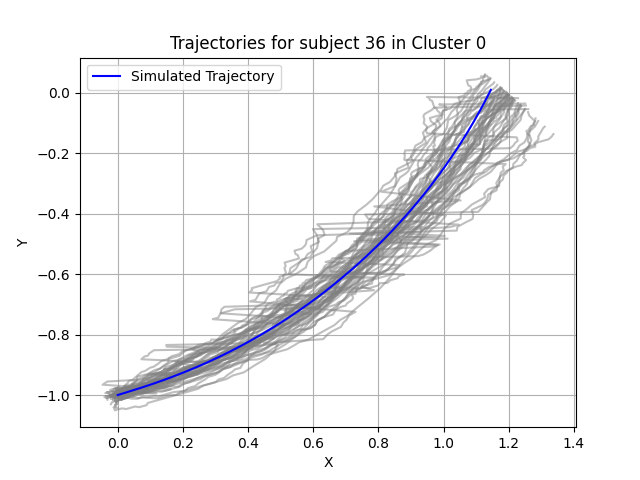 Trajectories for subject 36 in Cluster 0
Simulated Trajectory
Y
0.0
−0.2
−0.4
−0.6
−0.8
−1.0
0.0 0.2 0.4 0.6 0.8 1.0 1.2 1.4
X